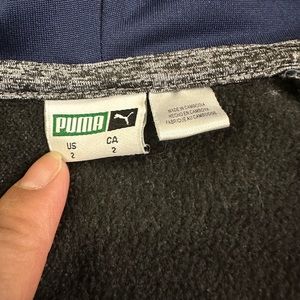 PUMA
US CA
2 2
MADE IN CAMBODIA
HECHO EN CAMBOYA
FABRIQUÉ AU CAMBODGE